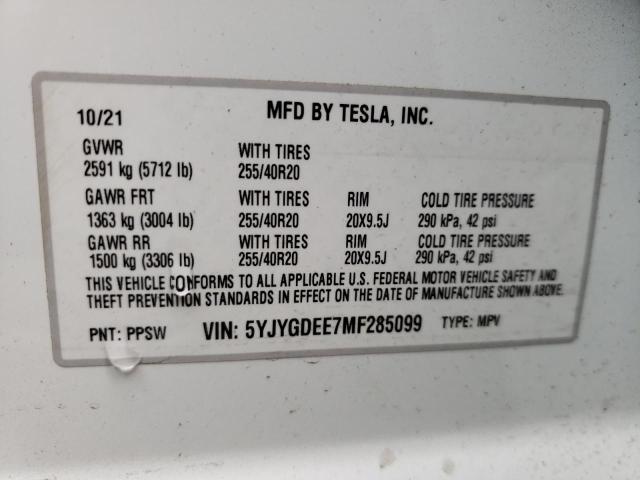 10/21 MFD BY TESLA, INC.
GVWR WITH TIRES
2591 kg (5712 lb) 255/40R20
GAWR FRT WITH TIRES RIM COLD TIRE PRESSURE
1363 kg (3004 lb) 255/40R20 20X9.5J 290 kPa, 42 psi
GAWR RR WITH TIRES RIM COLD TIRE PRESSURE
1500 kg (3306 lb) 255/40R20 20X9.5J 290 kPa, 42 psi
THIS VEHICLE CONFORMS TO ALL APPLICABLE U.S. FEDERAL MOTOR VEHICLE SAFETY AND
THEFT PREVENTION STANDARDS IN EFFECT ON THE DATE OF MANUFACTURE SHOWN ABOVE.
PNT: PPSW VIN: 5YJYGDEE7MF285099 TYPE: MPV